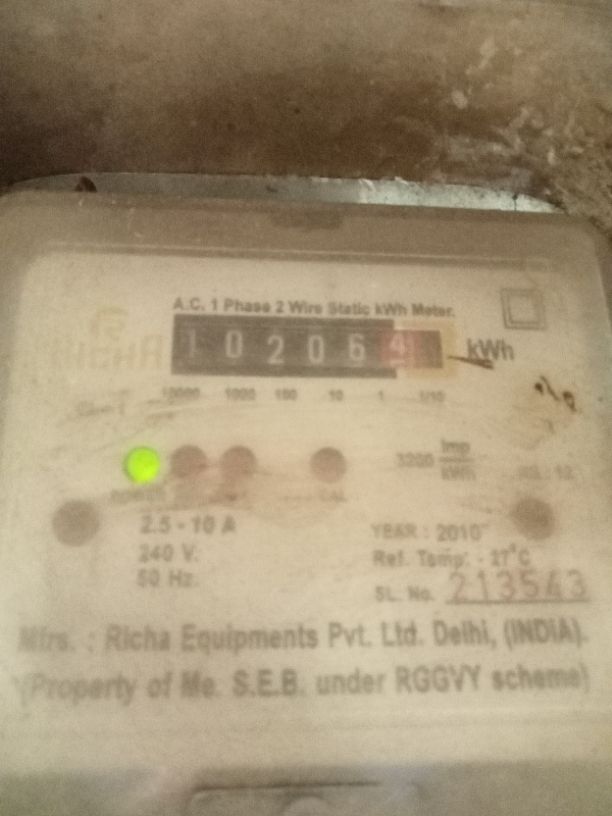 A.C. 1 Phase 2 Wire Static kWh Meter.
RICHA
1 0 2 0 6 4 kWh
10000 1000 100 10 1 1/10
3200 imp/kWh
CAL
2.5 - 10 A
240 V.
50 Hz.
YEAR : 2010
Ref. Temp. - 27°C
SL. No. 213543
Mfrs. : Richa Equipments Pvt. Ltd. Delhi, (INDIA).
(Property of Me. S.E.B. under RGGVY scheme)